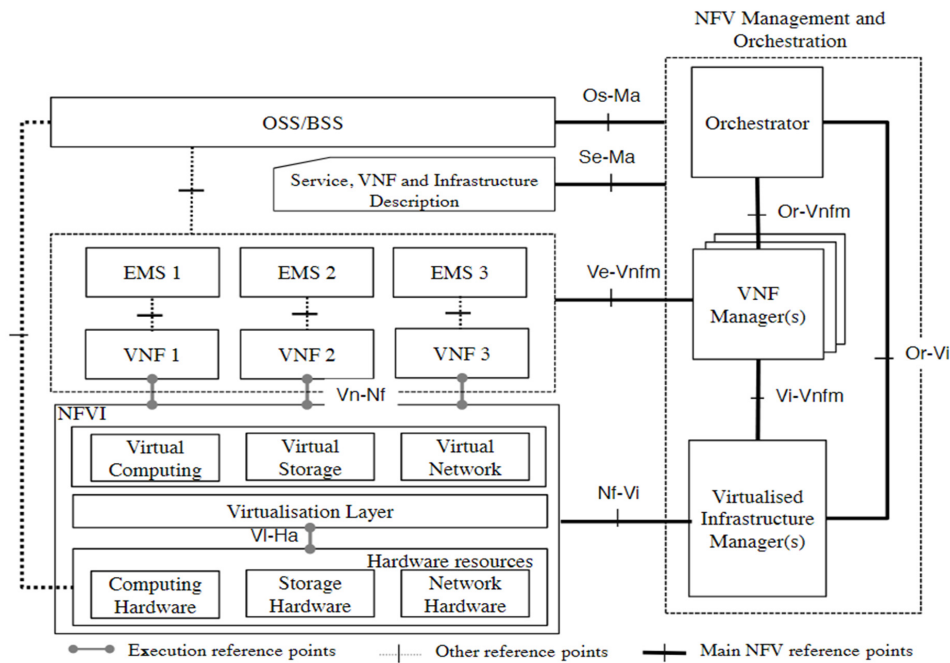 NFV Management and
Orchestration
Os-Ma
OSS/BSS
Orchestrator
Se-Ma
Service, VNF and Infrastructure
Description
Or-Vnfm
EMS 1
EMS 2
EMS 3
Ve-Vnfm
VNF
Manager(s)
VNF 1
VNF 2
VNF 3
Or-Vi
Vn-Nf
Vi-Vnfm
NFVI
Virtual
Computing
Virtual
Storage
Virtual
Network
Nf-Vi
Virtualised
Infrastructure
Manager(s)
Virtualisation Layer
Vl-Ha
Hardware resources
Computing
Hardware
Storage
Hardware
Network
Hardware
Execution reference points
Other reference points
Main NFV reference points